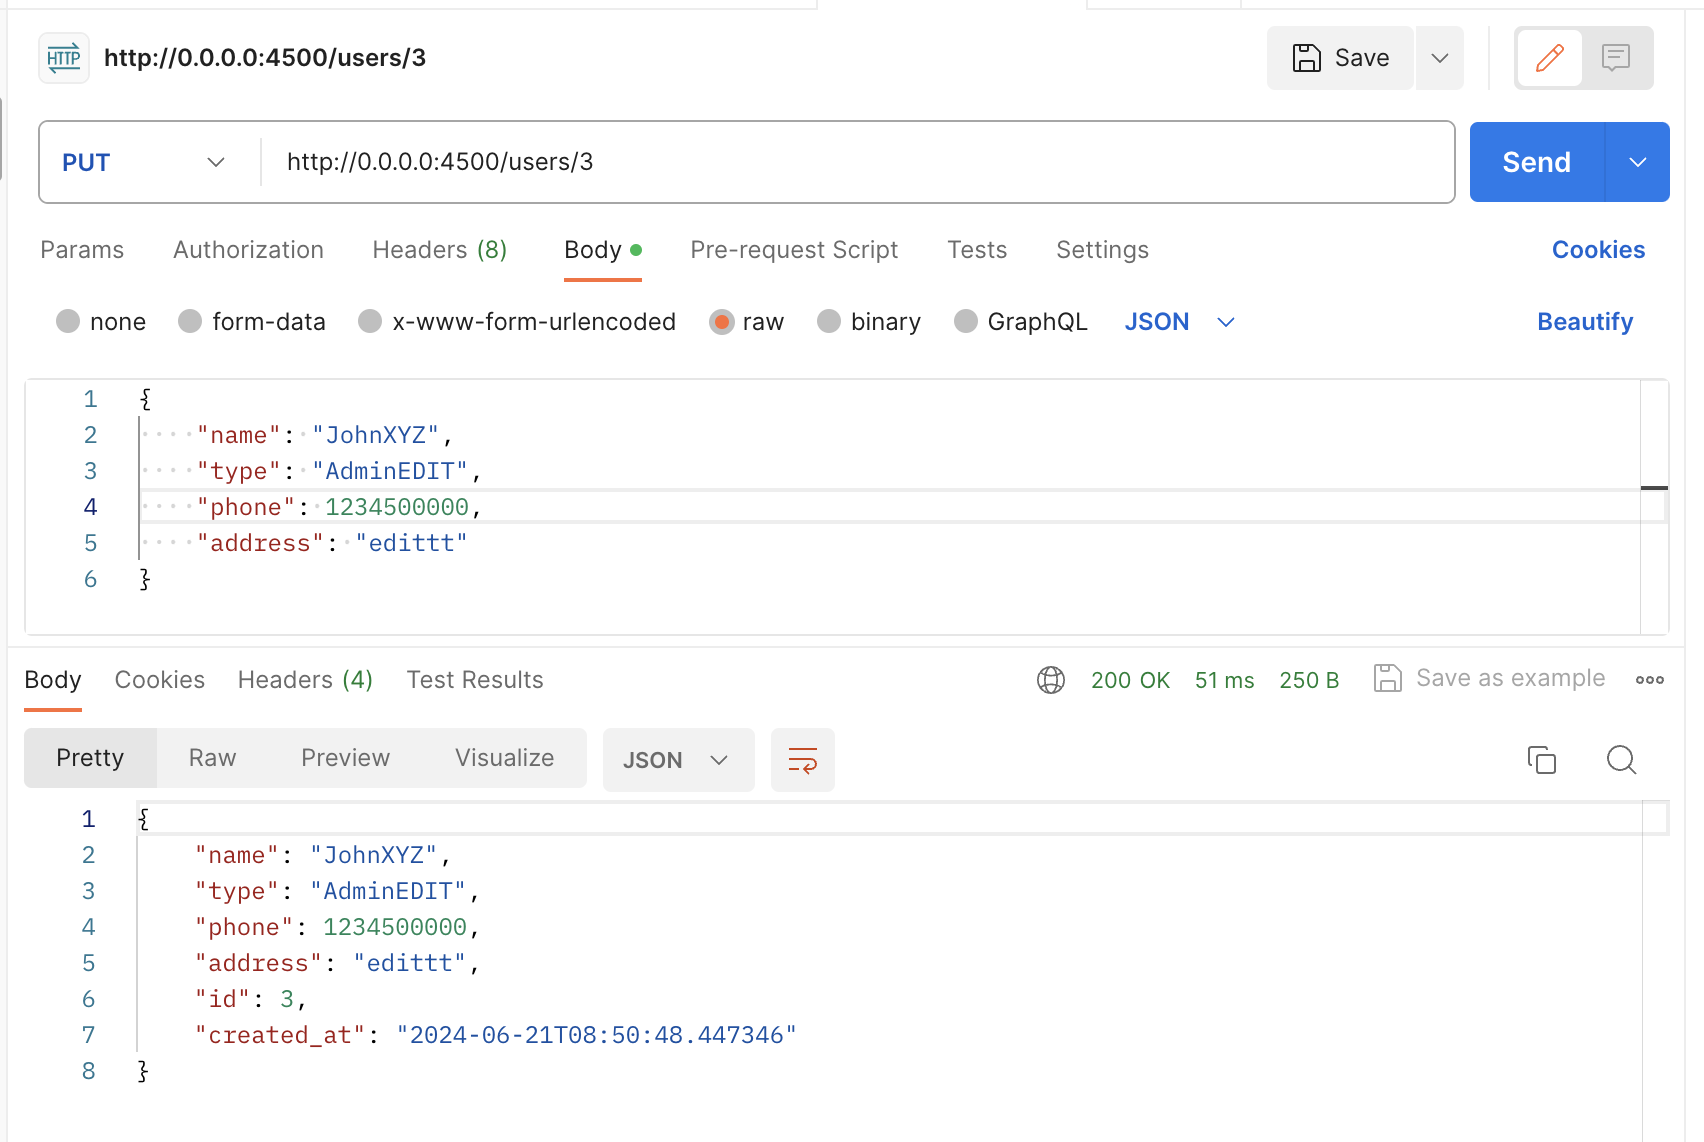 HTTP http://0.0.0.0:4500/users/3 Save
PUT http://0.0.0.0:4500/users/3 Send
Params Authorization Headers (8) Body Pre-request Script Tests Settings Cookies
none form-data x-www-form-urlencoded raw binary GraphQL JSON Beautify
1 {
2 "name": "JohnXYZ",
3 "type": "AdminEDIT",
4 "phone": 1234500000,
5 "address": "edittt"
6 }
Body Cookies Headers (4) Test Results 200 OK 51 ms 250 B Save as example
Pretty Raw Preview Visualize JSON
1 {
2 "name": "JohnXYZ",
3 "type": "AdminEDIT",
4 "phone": 1234500000,
5 "address": "edittt",
6 "id": 3,
7 "created_at": "2024-06-21T08:50:48.447346"
8 }